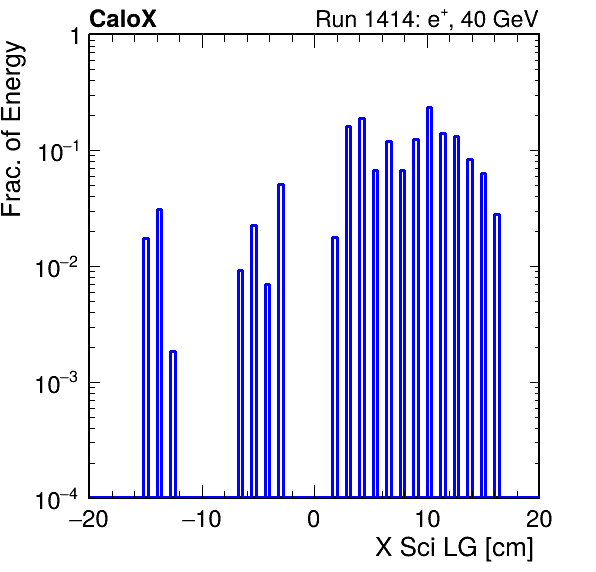 CaloX Run 1414: e⁺, 40 GeV
Frac. of Energy
1
10⁻¹
10⁻²
10⁻³
10⁻⁴
−20 −10 0 10 20
X Sci LG [cm]